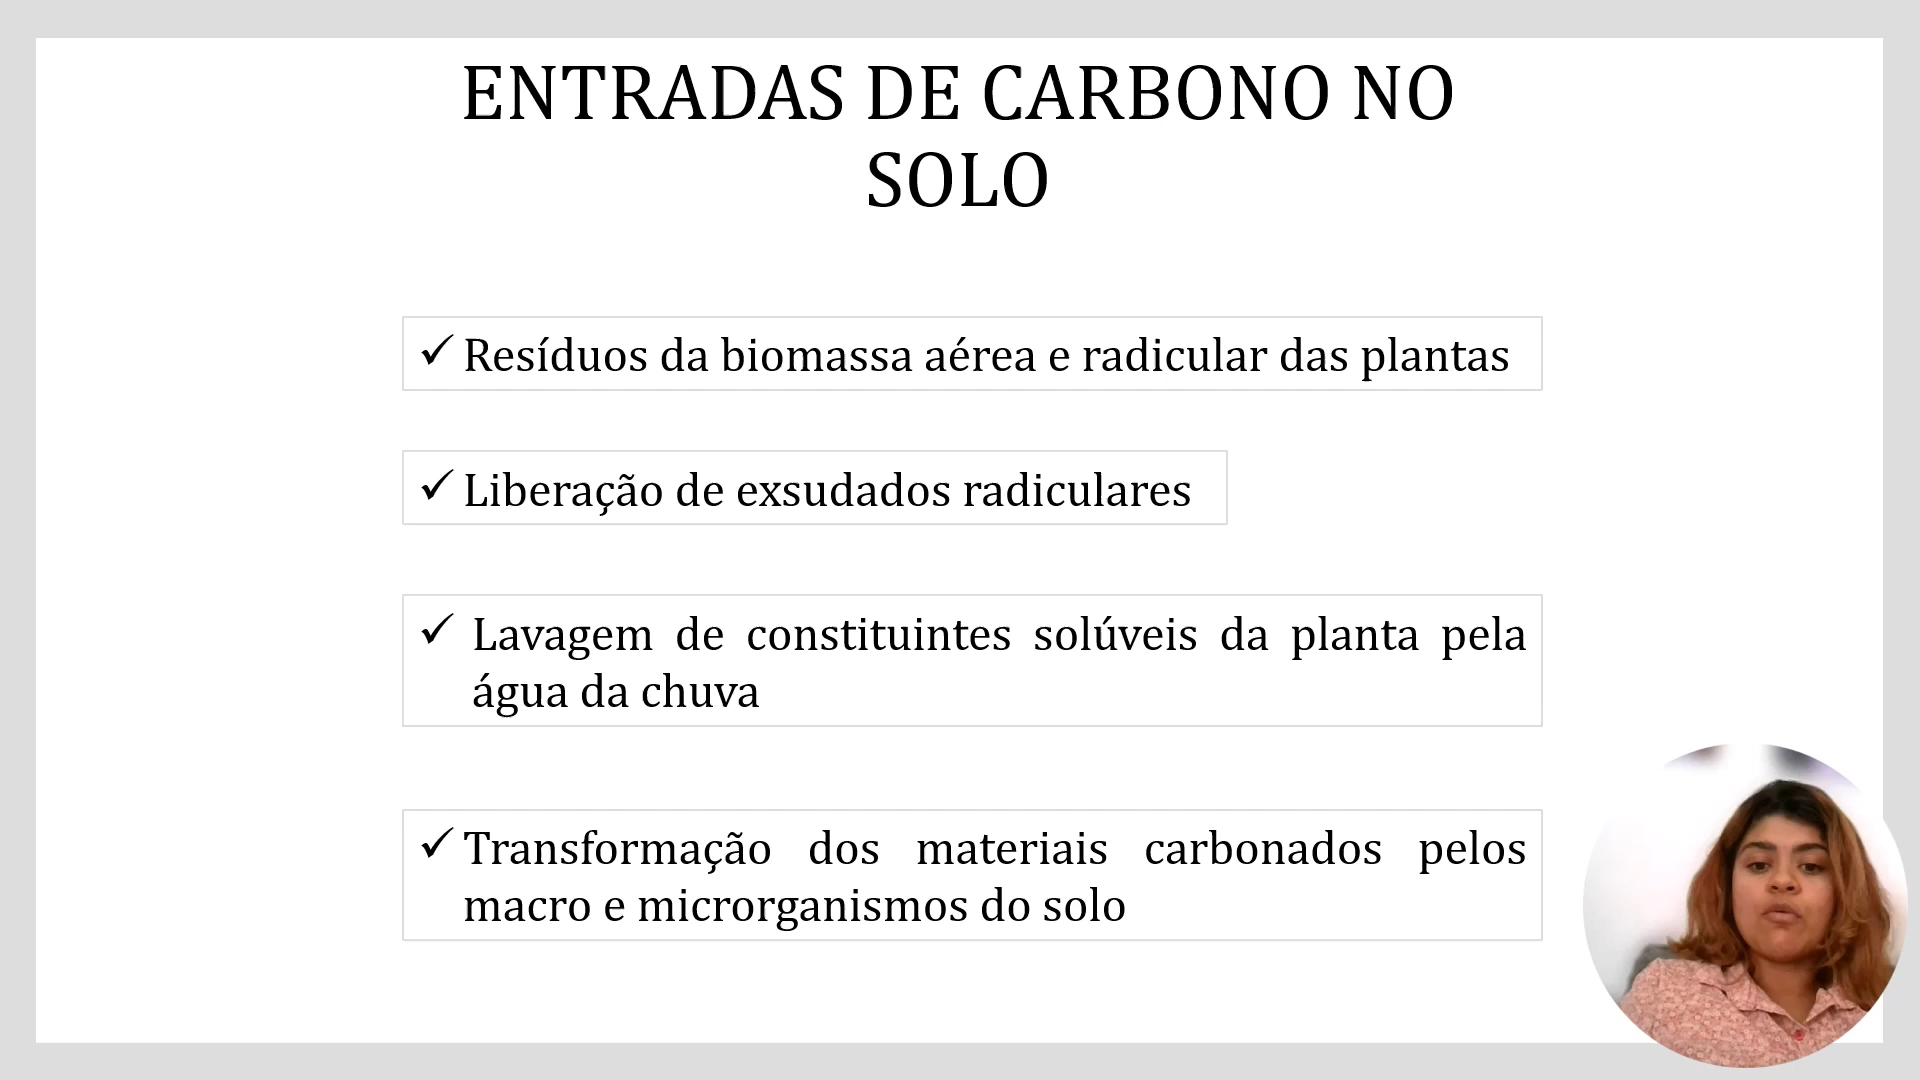 ENTRADAS DE CARBONO NO
SOLO
✓ Resíduos da biomassa aérea e radicular das plantas
✓ Liberação de exsudados radiculares
✓ Lavagem de constituintes solúveis da planta pela
água da chuva
✓ Transformação dos materiais carbonados pelos
macro e microrganismos do solo